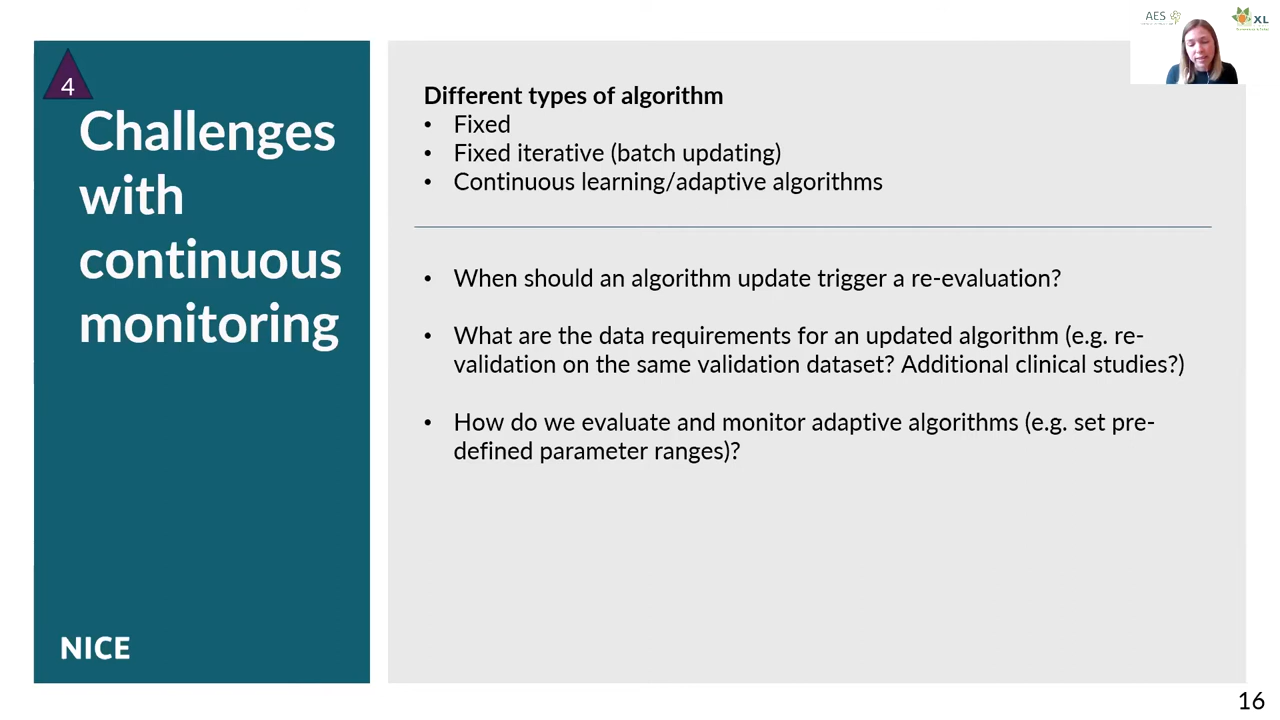 AES
XL
4
Challenges
with
continuous
monitoring
Different types of algorithm
• Fixed
• Fixed iterative (batch updating)
• Continuous learning/adaptive algorithms
• When should an algorithm update trigger a re-evaluation?
• What are the data requirements for an updated algorithm (e.g. re-
validation on the same validation dataset? Additional clinical studies?)
• How do we evaluate and monitor adaptive algorithms (e.g. set pre-
defined parameter ranges)?
NICE
16